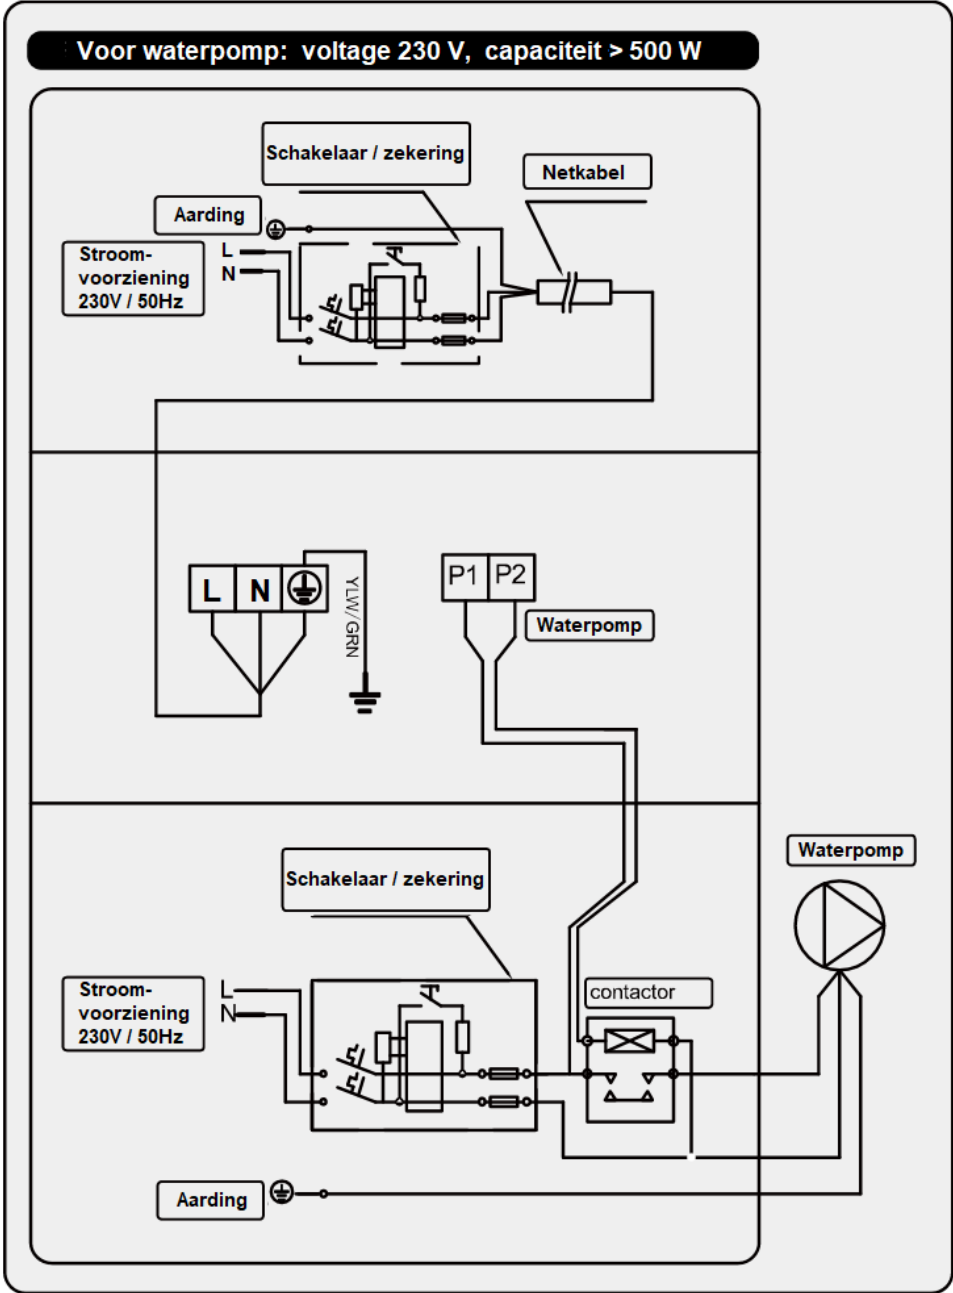 Voor waterpomp: voltage 230 V, capaciteit > 500 W
Schakelaar / zekering
Netkabel
Aarding
Stroom-
voorziening
230V / 50Hz
L
N
L N
YLW/GRN
P1 P2
Waterpomp
Schakelaar / zekering
Waterpomp
Stroom-
voorziening
230V / 50Hz
L
N
contactor
Aarding